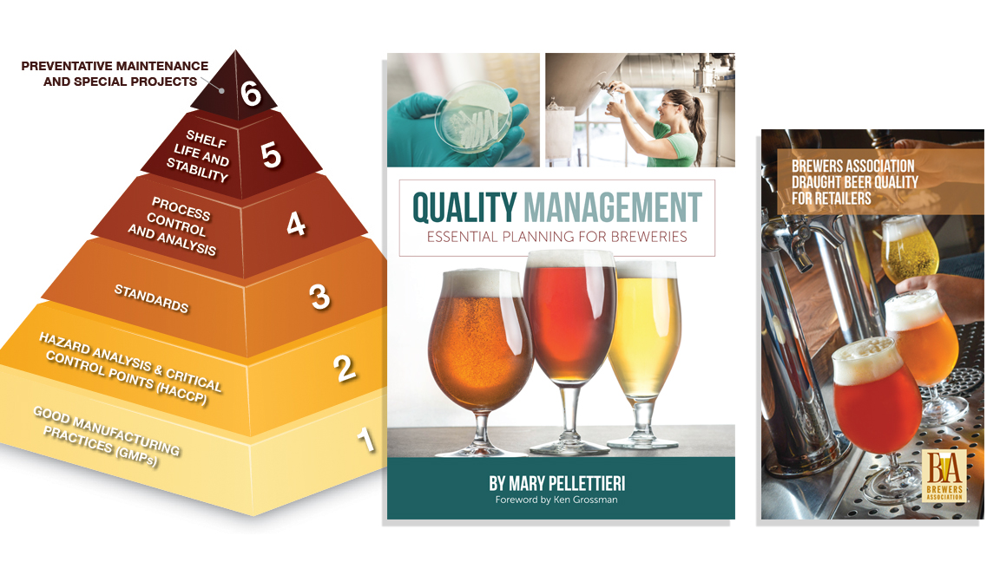 PREVENTATIVE MAINTENANCE
AND SPECIAL PROJECTS
6
SHELF
LIFE AND
STABILITY
5
PROCESS
CONTROL
AND ANALYSIS
4
STANDARDS
3
HAZARD ANALYSIS & CRITICAL
CONTROL POINTS (HACCP)
2
GOOD MANUFACTURING
PRACTICES (GMPs)
1
QUALITY MANAGEMENT
ESSENTIAL PLANNING FOR BREWERIES
BY MARY PELLETTIERI
Foreword by Ken Grossman
BREWERS ASSOCIATION
DRAUGHT BEER QUALITY
FOR RETAILERS
BA
BREWERS
ASSOCIATION